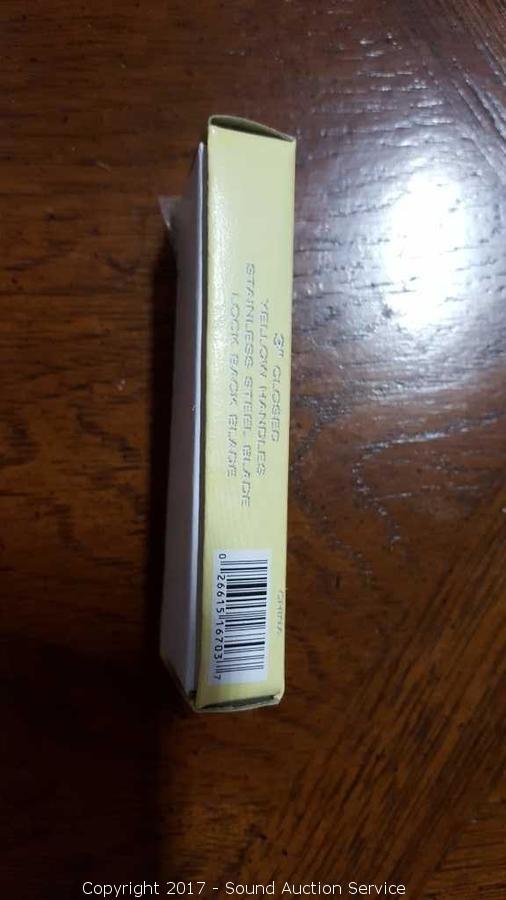 3" CLOSED
YELLOW HANDLES
STAINLESS STEEL BLADE
LOCK BACK BLADE
CHINA
0 26615 16703 7
Copyright 2017 - Sound Auction Service